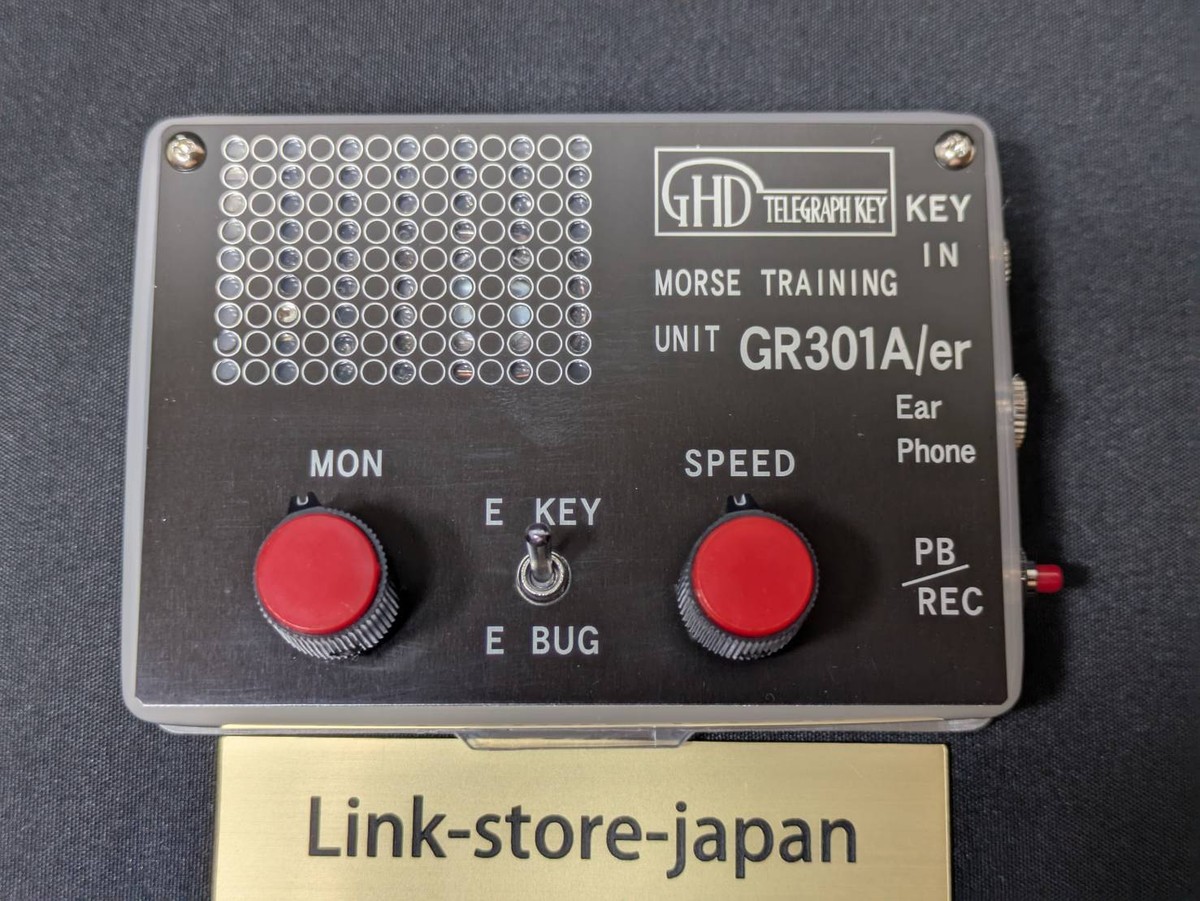 GHD TELEGRAPH KEY
KEY
IN
MORSE TRAINING
UNIT GR301A/er
Ear
Phone
MON
SPEED
E KEY
E BUG
PB
/
REC
Link-store-japan